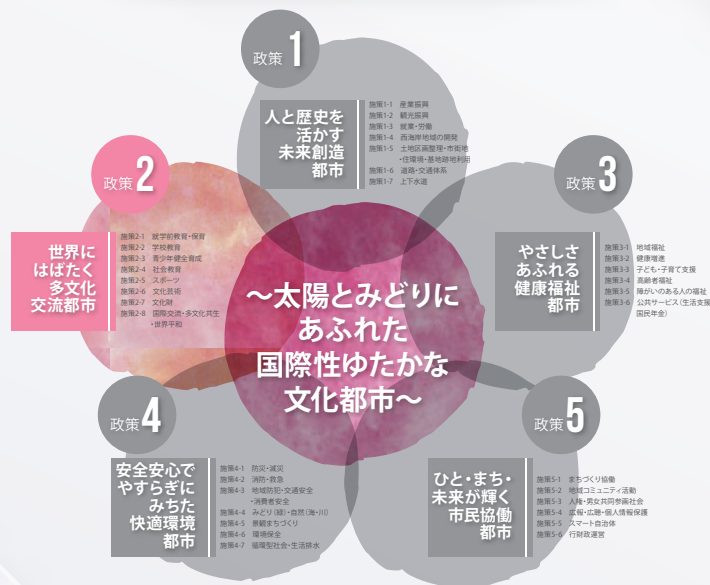 政策1
人と歴史を
活かす
未来創造
都市
施策1-1 産業振興
施策1-2 観光振興
施策1-3 就業・労働
施策1-4 西海岸地域の開発
施策1-5 土地区画整理・市街地
・住環境・基地跡地利用
施策1-6 道路・交通体系
施策1-7 上下水道
政策2
世界に
はばたく
多文化
交流都市
施策2-1 就学前教育・保育
施策2-2 学校教育
施策2-3 青少年健全育成
施策2-4 社会教育
施策2-5 スポーツ
施策2-6 文化芸術
施策2-7 文化財
施策2-8 国際交流・多文化共生
・世界平和
政策3
やさしさ
あふれる
健康福祉
都市
施策3-1 地域福祉
施策3-2 健康増進
施策3-3 子ども・子育て支援
施策3-4 高齢者福祉
施策3-5 障がいのある人の福祉
施策3-6 公共サービス(生活支援
国民年金)
～太陽とみどりに
あふれた
国際性ゆたかな
文化都市～
政策4
安全安心で
やすらぎに
みちた
快適環境
都市
施策4-1 防災・減災
施策4-2 消防・救急
施策4-3 地域防犯・交通安全
・消費者安全
施策4-4 みどり(緑)・自然(海・川)
施策4-5 景観まちづくり
施策4-6 環境保全
施策4-7 循環型社会・生活排水
政策5
ひと・まち・
未来が輝く
市民協働
都市
施策5-1 まちづくり協働
施策5-2 地域コミュニティ活動
施策5-3 人権・男女共同参画社会
施策5-4 広報・広聴・個人情報保護
施策5-5 スマート自治体
施策5-6 行財政運営